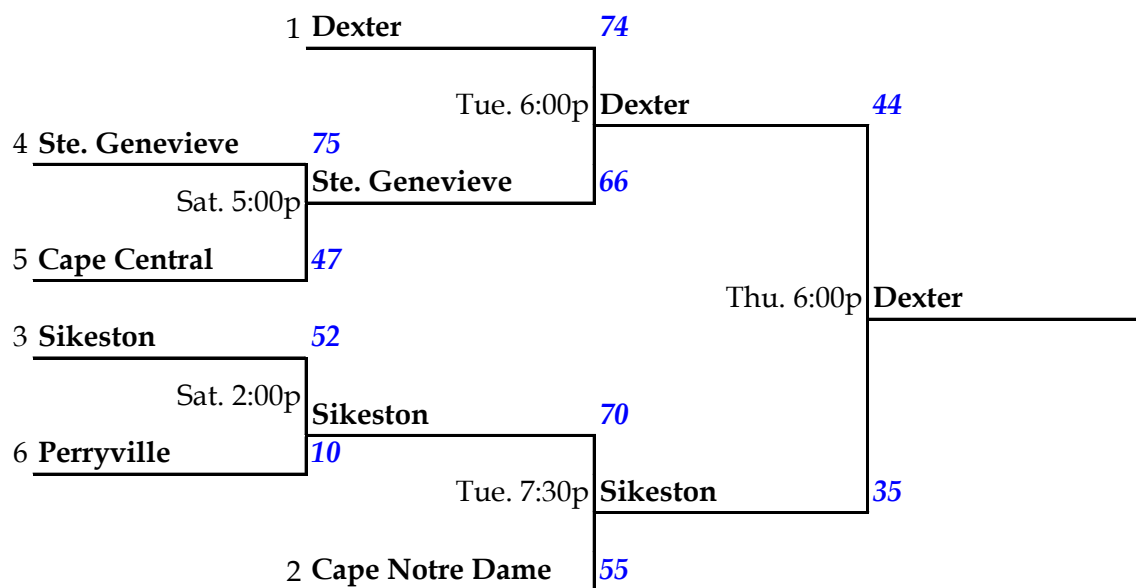 1 Dexter 74
Tue. 6:00p Dexter 44
4 Ste. Genevieve 75
Ste. Genevieve 66
Sat. 5:00p
5 Cape Central 47
Thu. 6:00p Dexter
3 Sikeston 52
Sat. 2:00p
Sikeston 70
6 Perryville 10
Tue. 7:30p Sikeston 35
2 Cape Notre Dame 55